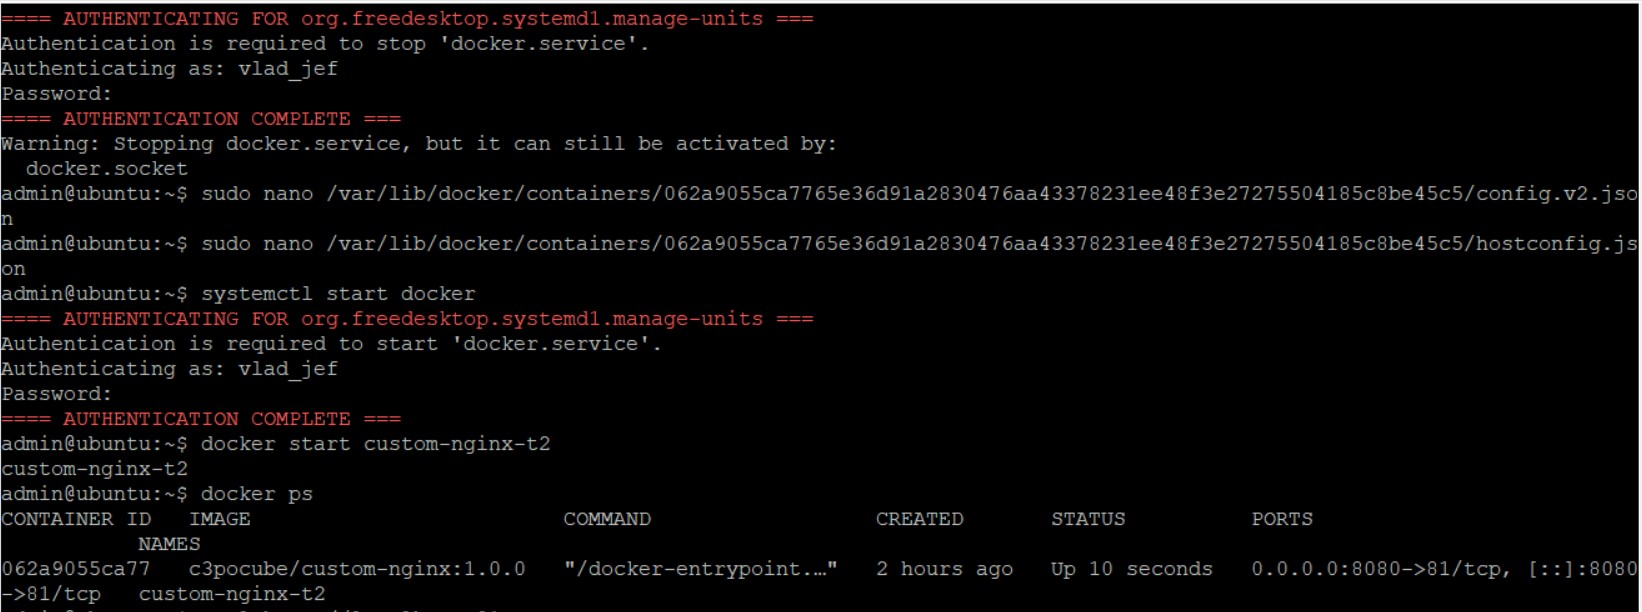 ==== AUTHENTICATING FOR org.freedesktop.systemd1.manage-units ===
Authentication is required to stop 'docker.service'.
Authenticating as: vlad_jef
Password:
==== AUTHENTICATION COMPLETE ===
Warning: Stopping docker.service, but it can still be activated by:
  docker.socket
admin@ubuntu:~$ sudo nano /var/lib/docker/containers/062a9055ca7765e36d91a2830476aa43378231ee48f3e27275504185c8be45c5/config.v2.jso
n
admin@ubuntu:~$ sudo nano /var/lib/docker/containers/062a9055ca7765e36d91a2830476aa43378231ee48f3e27275504185c8be45c5/hostconfig.js
on
admin@ubuntu:~$ systemctl start docker
==== AUTHENTICATING FOR org.freedesktop.systemd1.manage-units ===
Authentication is required to start 'docker.service'.
Authenticating as: vlad_jef
Password:
==== AUTHENTICATION COMPLETE ===
admin@ubuntu:~$ docker start custom-nginx-t2
custom-nginx-t2
admin@ubuntu:~$ docker ps
CONTAINER ID   IMAGE                         COMMAND                  CREATED       STATUS          PORTS
           NAMES
062a9055ca77   c3pocube/custom-nginx:1.0.0   "/docker-entrypoint.…"   2 hours ago   Up 10 seconds   0.0.0.0:8080->81/tcp, [::]:8080
->81/tcp   custom-nginx-t2